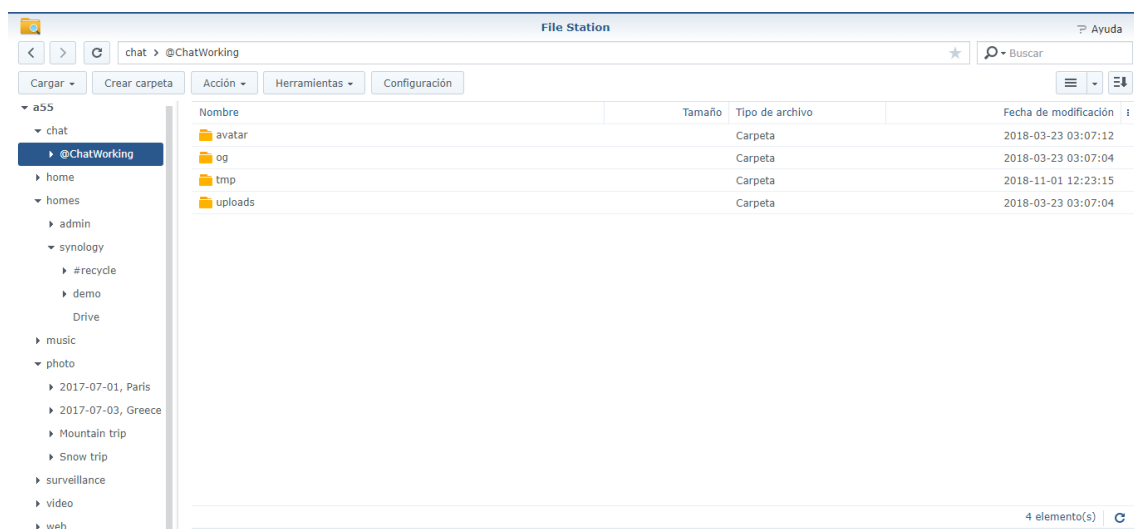 File Station
Ayuda
chat > @ChatWorking
Buscar
Cargar Crear carpeta Acción Herramientas Configuración
a55
chat
@ChatWorking
home
homes
admin
synology
#recycle
demo
Drive
music
photo
2017-07-01, Paris
2017-07-03, Greece
Mountain trip
Snow trip
surveillance
video
web
Nombre Tamaño Tipo de archivo Fecha de modificación
avatar Carpeta 2018-03-23 03:07:12
og Carpeta 2018-03-23 03:07:04
tmp Carpeta 2018-11-01 12:23:15
uploads Carpeta 2018-03-23 03:07:04
4 elemento(s)